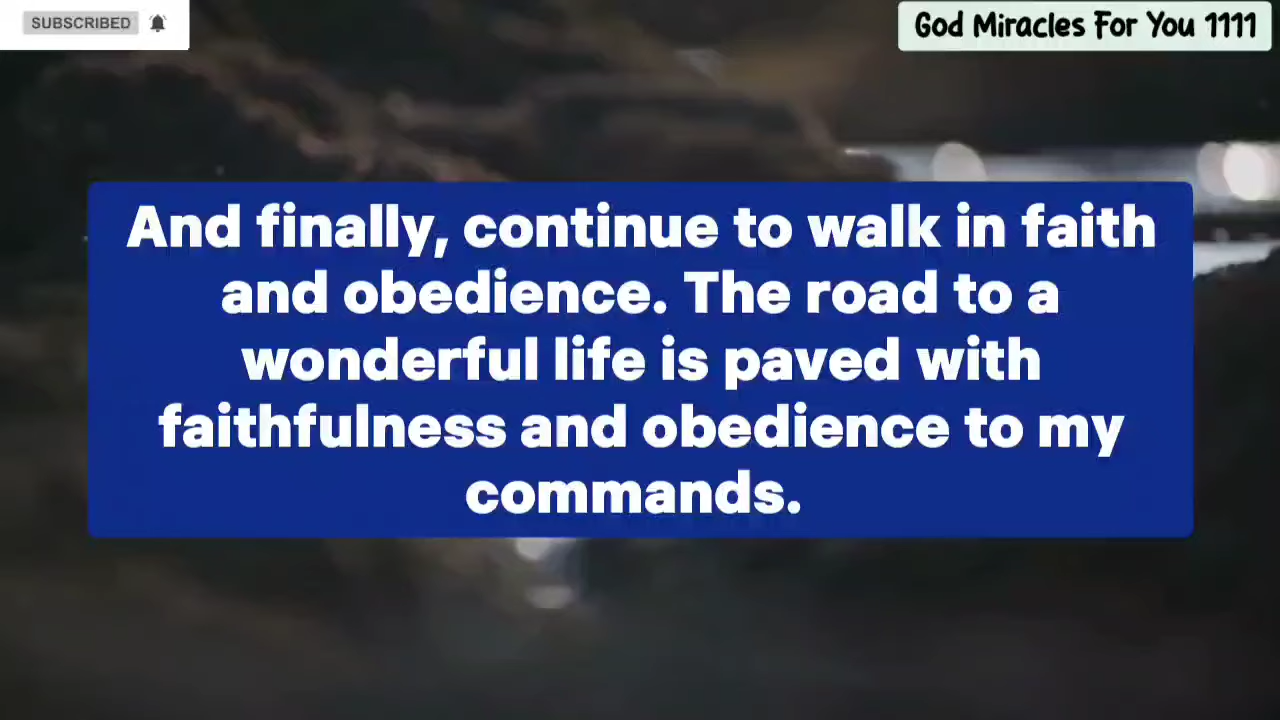 SUBSCRIBED
God Miracles For You 1111
And finally, continue to walk in faith
and obedience. The road to a
wonderful life is paved with
faithfulness and obedience to my
commands.